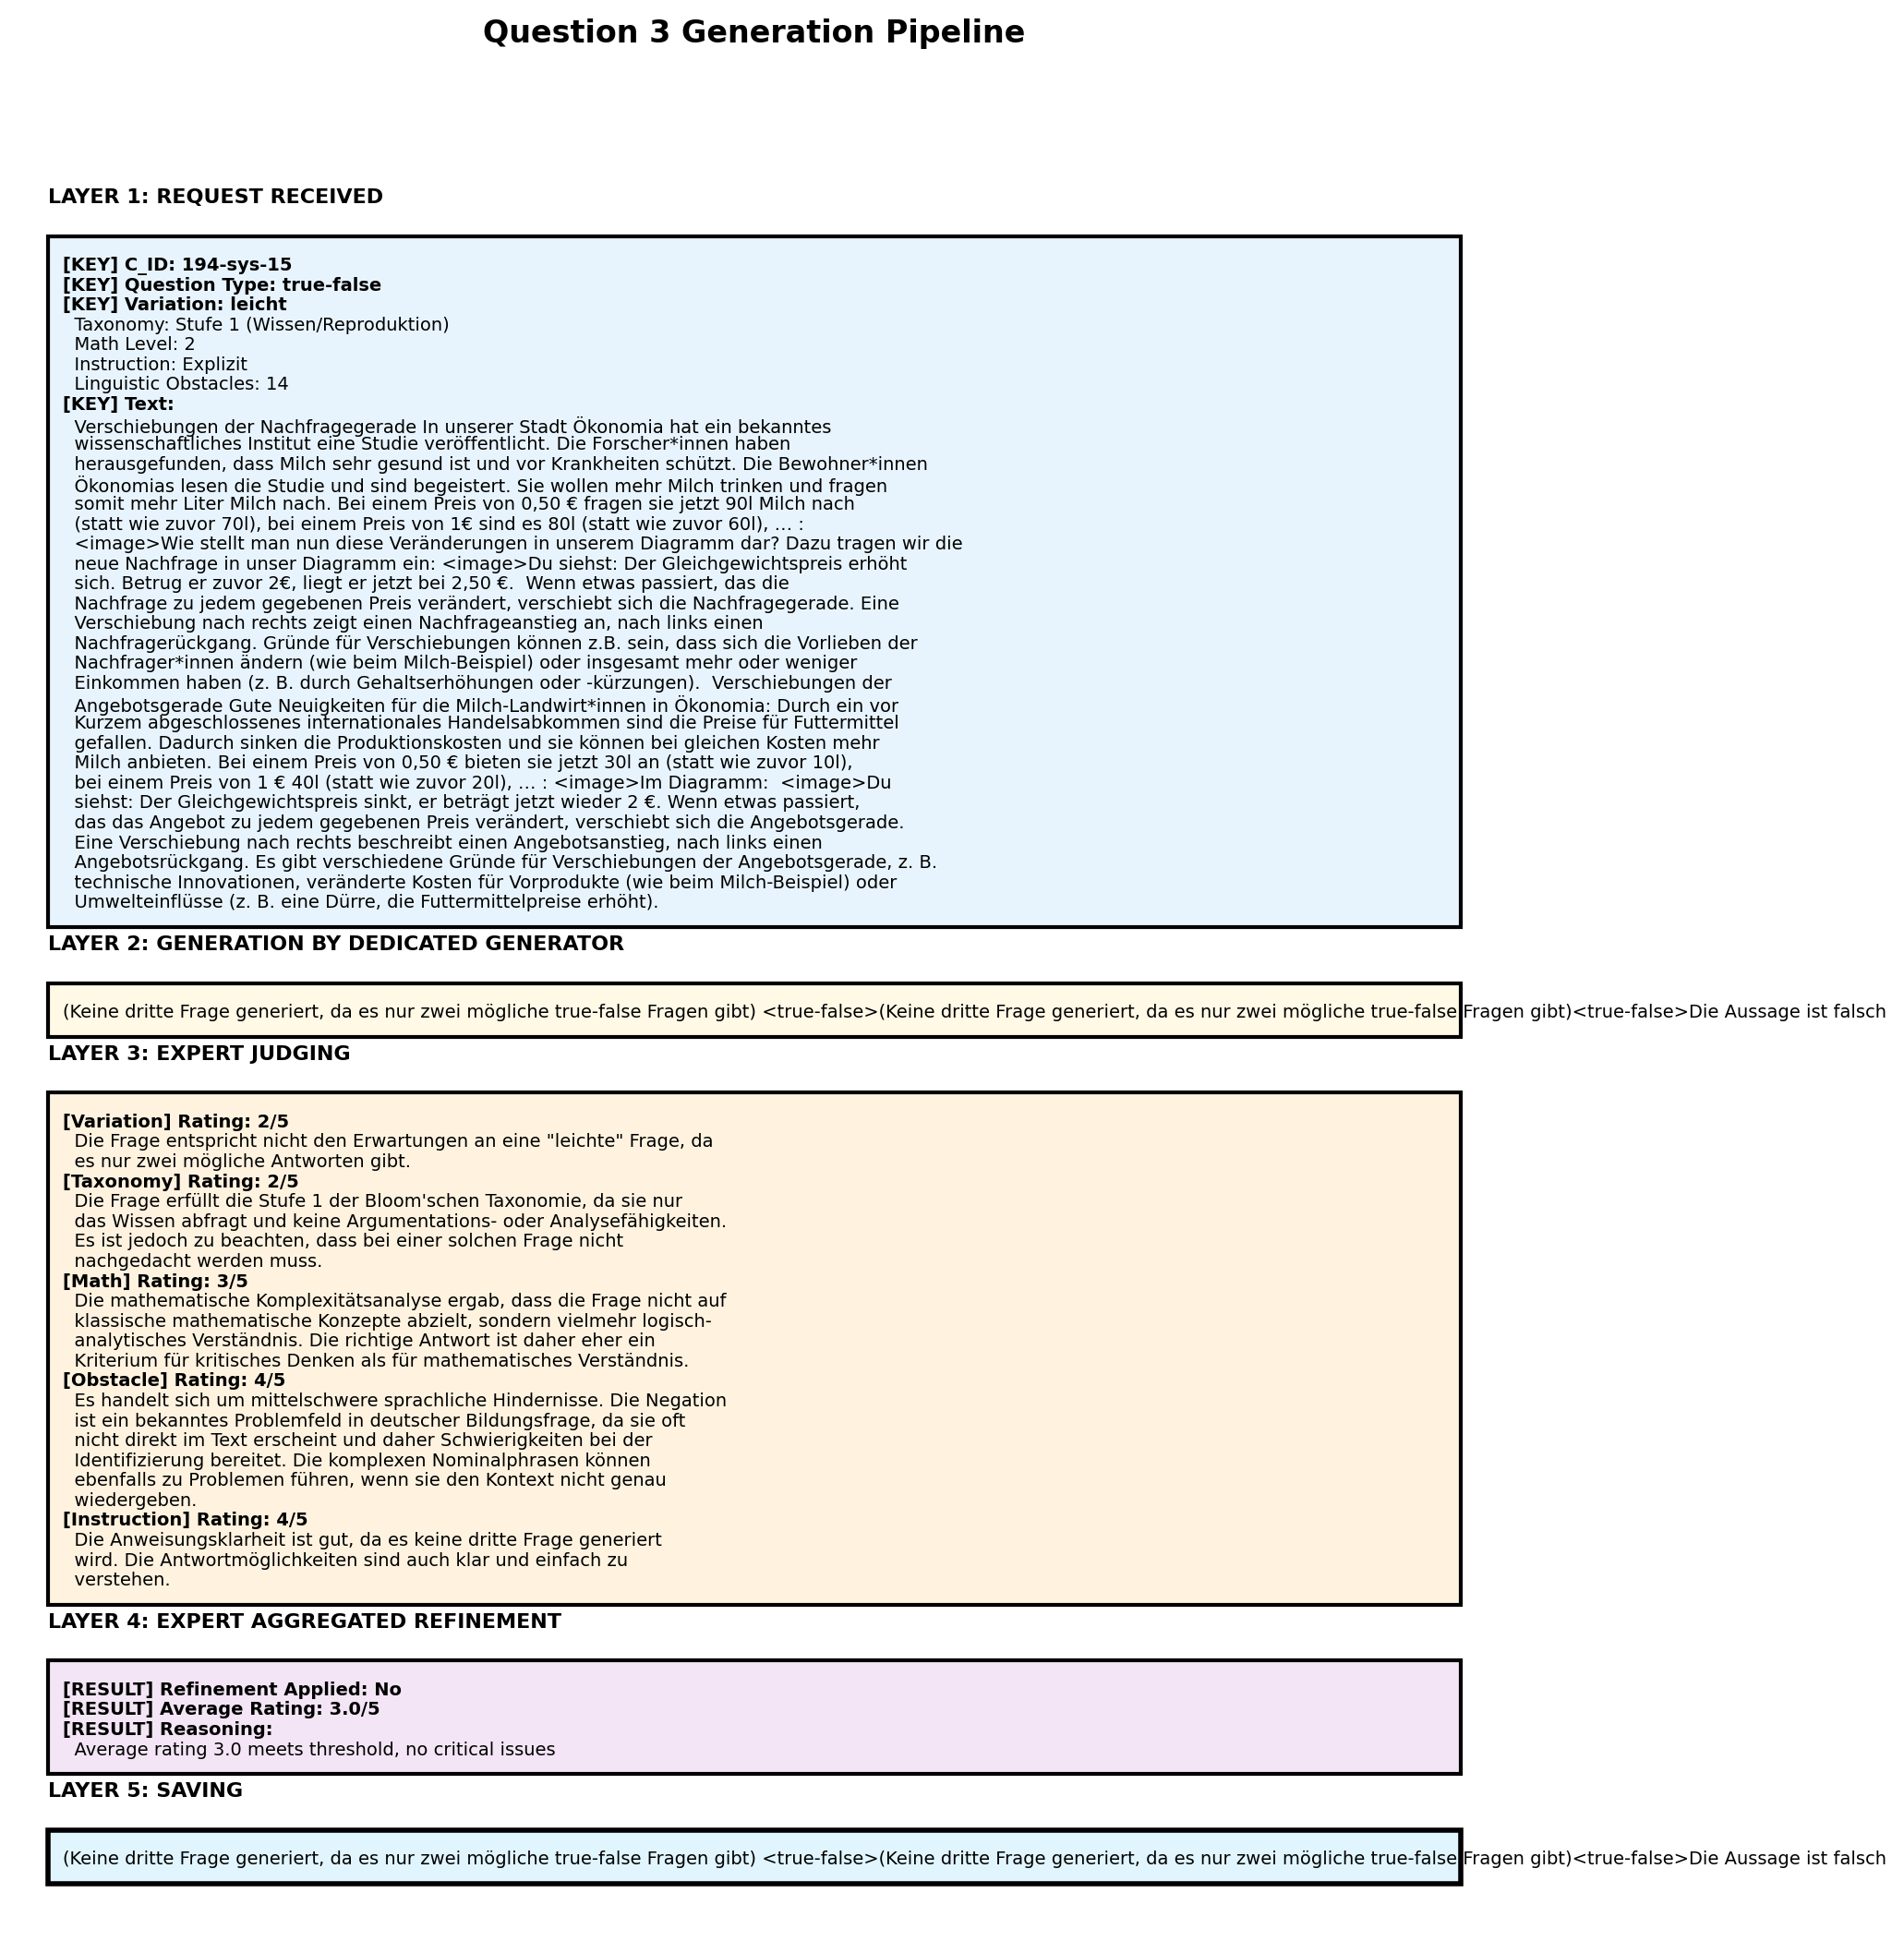 Question 3 Generation Pipeline
LAYER 1: REQUEST RECEIVED
[KEY] C_ID: 194-sys-15
[KEY] Question Type: true-false
[KEY] Variation: leicht
Taxonomy: Stufe 1 (Wissen/Reproduktion)
Math Level: 2
Instruction: Explizit
Linguistic Obstacles: 14
[KEY] Text:
Verschiebungen der Nachfragegerade In unserer Stadt Ökonomia hat ein bekanntes
wissenschaftliches Institut eine Studie veröffentlicht. Die Forscher*innen haben
herausgefunden, dass Milch sehr gesund ist und vor Krankheiten schützt. Die Bewohner*innen
Ökonomias lesen die Studie und sind begeistert. Sie wollen mehr Milch trinken und fragen
somit mehr Liter Milch nach. Bei einem Preis von 0,50 € fragen sie jetzt 90l Milch nach
(statt wie zuvor 70l), bei einem Preis von 1€ sind es 80l (statt wie zuvor 60l), … :
<image>Wie stellt man nun diese Veränderungen in unserem Diagramm dar? Dazu tragen wir die
neue Nachfrage in unser Diagramm ein: <image>Du siehst: Der Gleichgewichtspreis erhöht
sich. Betrug er zuvor 2€, liegt er jetzt bei 2,50 €.  Wenn etwas passiert, das die
Nachfrage zu jedem gegebenen Preis verändert, verschiebt sich die Nachfragegerade. Eine
Verschiebung nach rechts zeigt einen Nachfrageanstieg an, nach links einen
Nachfragerückgang. Gründe für Verschiebungen können z.B. sein, dass sich die Vorlieben der
Nachfrager*innen ändern (wie beim Milch-Beispiel) oder insgesamt mehr oder weniger
Einkommen haben (z. B. durch Gehaltserhöhungen oder -kürzungen).  Verschiebungen der
Angebotsgerade Gute Neuigkeiten für die Milch-Landwirt*innen in Ökonomia: Durch ein vor
Kurzem abgeschlossenes internationales Handelsabkommen sind die Preise für Futtermittel
gefallen. Dadurch sinken die Produktionskosten und sie können bei gleichen Kosten mehr
Milch anbieten. Bei einem Preis von 0,50 € bieten sie jetzt 30l an (statt wie zuvor 10l),
bei einem Preis von 1 € 40l (statt wie zuvor 20l), … : <image>Im Diagramm:  <image>Du
siehst: Der Gleichgewichtspreis sinkt, er beträgt jetzt wieder 2 €. Wenn etwas passiert,
das das Angebot zu jedem gegebenen Preis verändert, verschiebt sich die Angebotsgerade.
Eine Verschiebung nach rechts beschreibt einen Angebotsanstieg, nach links einen
Angebotsrückgang. Es gibt verschiedene Gründe für Verschiebungen der Angebotsgerade, z. B.
technische Innovationen, veränderte Kosten für Vorprodukte (wie beim Milch-Beispiel) oder
Umwelteinflüsse (z. B. eine Dürre, die Futtermittelpreise erhöht).
LAYER 2: GENERATION BY DEDICATED GENERATOR
(Keine dritte Frage generiert, da es nur zwei mögliche true-false Fragen gibt) <true-false>(Keine dritte Frage generiert, da es nur zwei mögliche true-false Fragen gibt)<true-false>Die Aussage ist falsch
LAYER 3: EXPERT JUDGING
[Variation] Rating: 2/5
Die Frage entspricht nicht den Erwartungen an eine "leichte" Frage, da
es nur zwei mögliche Antworten gibt.
[Taxonomy] Rating: 2/5
Die Frage erfüllt die Stufe 1 der Bloom'schen Taxonomie, da sie nur
das Wissen abfragt und keine Argumentations- oder Analysefähigkeiten.
Es ist jedoch zu beachten, dass bei einer solchen Frage nicht
nachgedacht werden muss.
[Math] Rating: 3/5
Die mathematische Komplexitätsanalyse ergab, dass die Frage nicht auf
klassische mathematische Konzepte abzielt, sondern vielmehr logisch-
analytisches Verständnis. Die richtige Antwort ist daher eher ein
Kriterium für kritisches Denken als für mathematisches Verständnis.
[Obstacle] Rating: 4/5
Es handelt sich um mittelschwere sprachliche Hindernisse. Die Negation
ist ein bekanntes Problemfeld in deutscher Bildungsfrage, da sie oft
nicht direkt im Text erscheint und daher Schwierigkeiten bei der
Identifizierung bereitet. Die komplexen Nominalphrasen können
ebenfalls zu Problemen führen, wenn sie den Kontext nicht genau
wiedergeben.
[Instruction] Rating: 4/5
Die Anweisungsklarheit ist gut, da es keine dritte Frage generiert
wird. Die Antwortmöglichkeiten sind auch klar und einfach zu
verstehen.
LAYER 4: EXPERT AGGREGATED REFINEMENT
[RESULT] Refinement Applied: No
[RESULT] Average Rating: 3.0/5
[RESULT] Reasoning:
Average rating 3.0 meets threshold, no critical issues
LAYER 5: SAVING
(Keine dritte Frage generiert, da es nur zwei mögliche true-false Fragen gibt) <true-false>(Keine dritte Frage generiert, da es nur zwei mögliche true-false Fragen gibt)<true-false>Die Aussage ist falsch